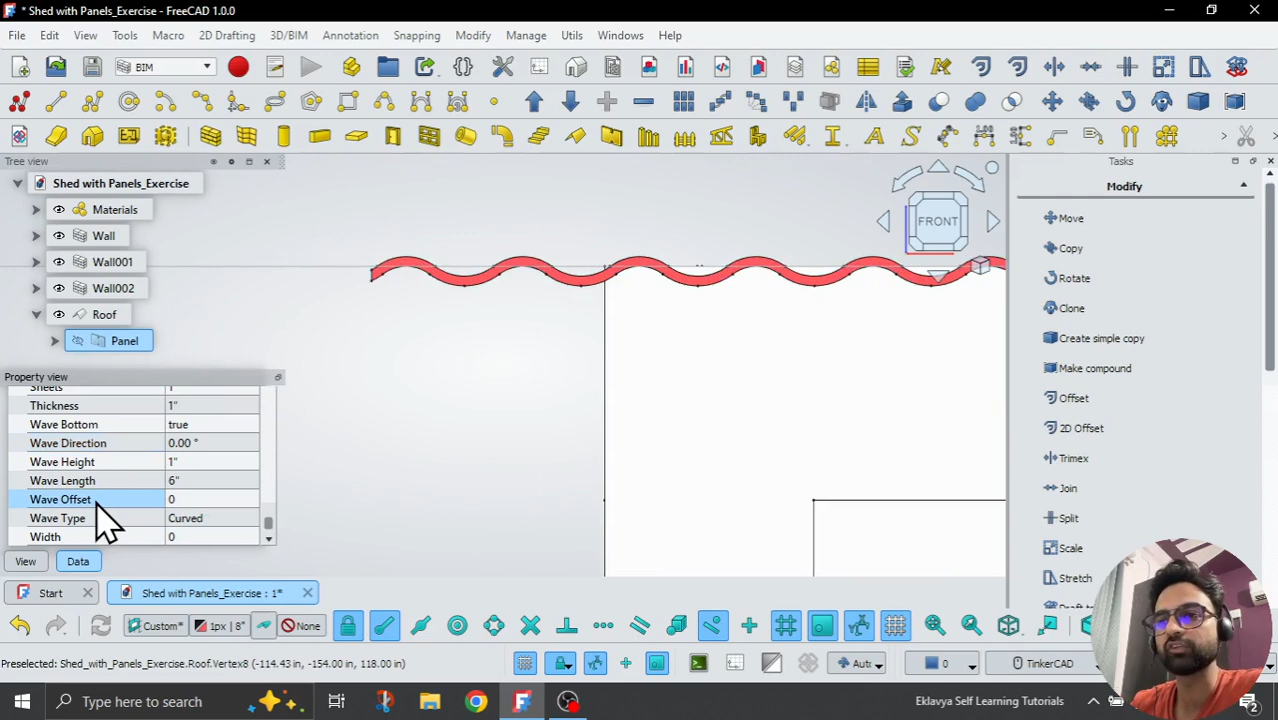 * Shed with Panels_Exercise - FreeCAD 1.0.0
File Edit View Tools Macro 2D Drafting 3D/BIM Annotation Snapping Modify Manage Utils Windows Help
BIM
Tree view
Shed with Panels_Exercise
Materials
Wall
Wall001
Wall002
Roof
Panel
Property view
Sheets 1
Thickness 1"
Wave Bottom true
Wave Direction 0.00 °
Wave Height 1"
Wave Length 6"
Wave Offset 0
Wave Type Curved
Width 0
View Data
FRONT
Tasks
Modify
Move
Copy
Rotate
Clone
Create simple copy
Make compound
Offset
2D Offset
Trimex
Join
Split
Scale
Stretch
Start Shed with Panels_Exercise : 1*
Custom* 1px | 8" None
Preselected: Shed_with_Panels_Exercise.Roof.Vertex8 (-114.43 in, -154.00 in, 118.00 in)
Auto 0 TinkerCAD
Type here to search
Eklavya Self Learning Tutorials
2